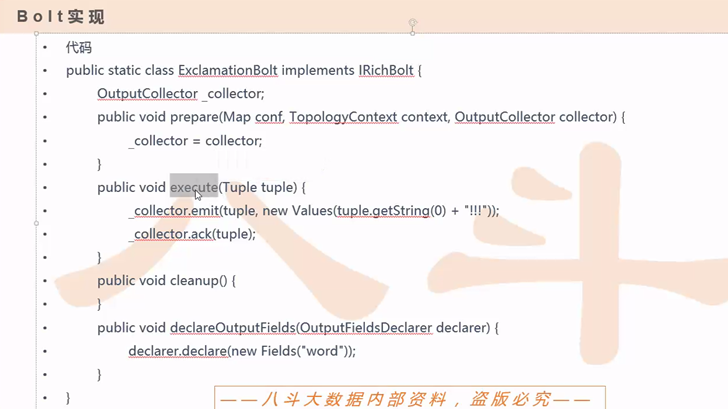 Bolt实现
• 代码
• public static class ExclamationBolt implements IRichBolt {
• OutputCollector _collector;
• public void prepare(Map conf, TopologyContext context, OutputCollector collector) {
• _collector = collector;
• }
• public void execute(Tuple tuple) {
• _collector.emit(tuple, new Values(tuple.getString(0) + "!!!"));
• _collector.ack(tuple);
• }
• public void cleanup() {
• }
• public void declareOutputFields(OutputFieldsDeclarer declarer) {
• declarer.declare(new Fields("word"));
• }
• }
——八斗大数据内部资料，盗版必究——
八斗